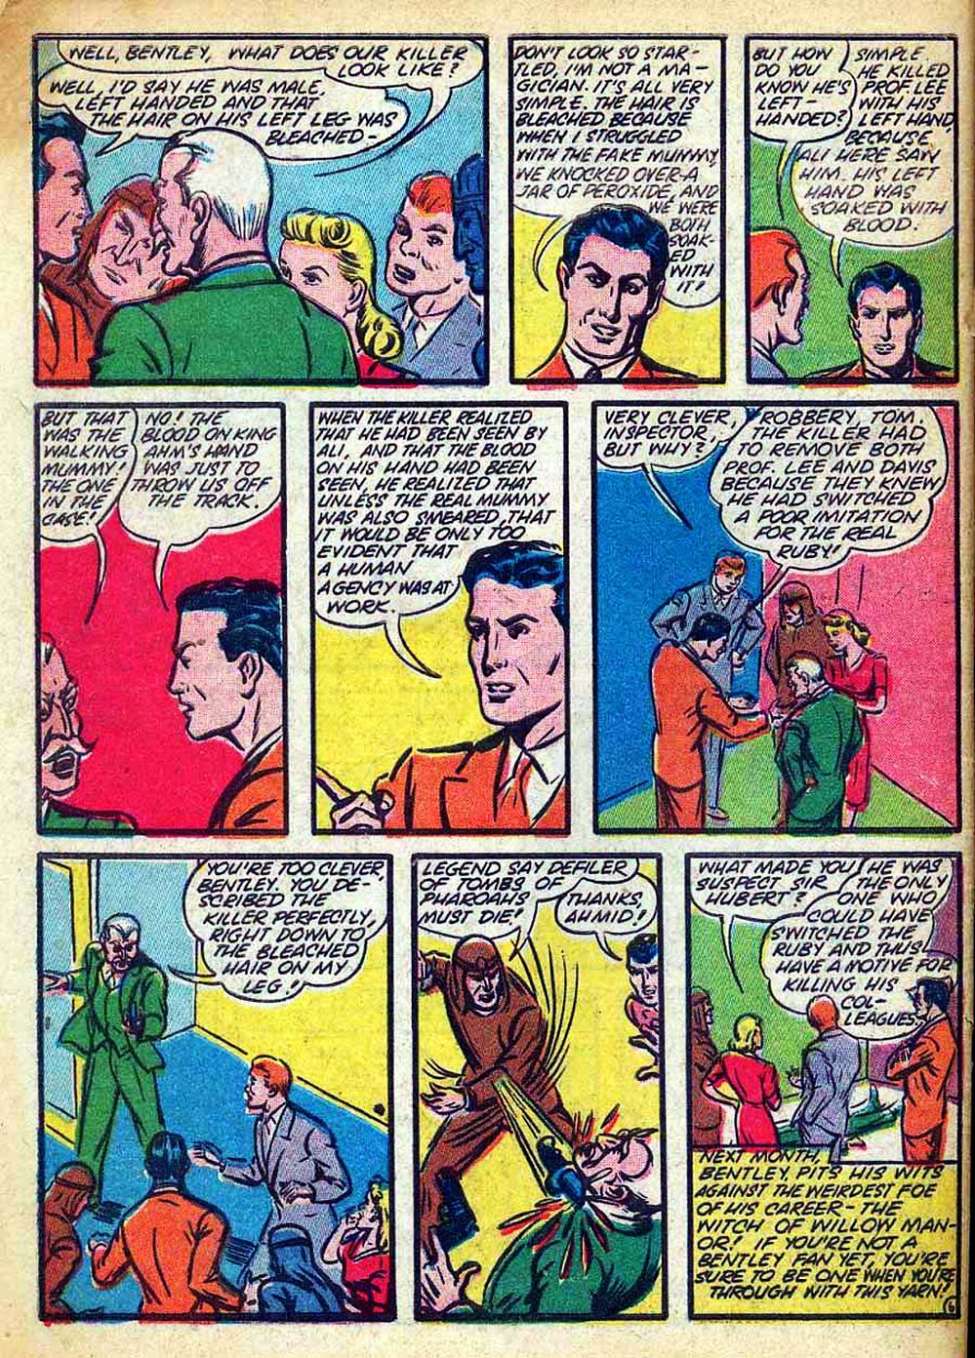 WELL, BENTLEY, WHAT DOES OUR KILLER
LOOK LIKE?
WELL, I'D SAY HE WAS MALE,
LEFT HANDED AND THAT
THE HAIR ON HIS LEFT LEG WAS
BLEACHED-
DON'T LOOK SO STAR-
TLED, I'M NOT A MA-
GICIAN. IT'S ALL VERY
SIMPLE. THE HAIR IS
BLEACHED BECAUSE
WHEN I STRUGGLED
WITH THE FAKE MUMMY,
WE KNOCKED OVER-A
JAR OF PEROXIDE, AND
WE WERE
BOTH
SOAK-
ED
WITH
IT!
BUT HOW
DO YOU
KNOW HE'S
LEFT-
HANDED?
SIMPLE.
HE KILLED
PROF. LEE
WITH HIS
LEFT HAND,
BECAUSE
ALI HERE SAW
HIM. HIS LEFT
HAND WAS
SOAKED WITH
BLOOD.
BUT THAT
WAS THE
WALKING
MUMMY!
THE ONE
IN THE
CASE!
NO! THE
BLOOD ON KING
AHM'S HAND
WAS JUST TO
THROW US OFF
THE TRACK.
WHEN THE KILLER REALIZED
THAT HE HAD BEEN SEEN BY
ALI, AND THAT THE BLOOD
ON HIS HAND HAD BEEN
SEEN, HE REALIZED THAT
UNLESS THE REAL MUMMY
WAS ALSO SMEARED, THAT
IT WOULD BE ONLY TOO
EVIDENT THAT
A HUMAN
AGENCY WAS AT
WORK.
VERY CLEVER,
INSPECTOR,
BUT WHY?
ROBBERY, TOM.
THE KILLER HAD
TO REMOVE BOTH
PROF. LEE AND DAVIS
BECAUSE THEY KNEW
HE HAD SWITCHED
A POOR IMITATION
FOR THE REAL
RUBY!
YOU'RE TOO CLEVER,
BENTLEY. YOU DE-
SCRIBED THE
KILLER PERFECTLY,
RIGHT DOWN TO
THE BLEACHED
HAIR ON MY
LEG!
LEGEND SAY DEFILER
OF TOMBS OF
PHAROAHS
MUST DIE!
THANKS,
AHMID!
WHAT MADE YOU
SUSPECT SIR
HUBERT?
HE WAS
THE ONLY
ONE WHO
COULD HAVE
SWITCHED THE
RUBY AND THUS
HAVE A MOTIVE FOR
KILLING HIS
COL-
LEAGUES.
NEXT MONTH,
BENTLEY, PITS HIS WITS
AGAINST THE WEIRDEST FOE
OF HIS CAREER- THE
WITCH OF WILLOW MAN-
OR! IF YOU'RE NOT A
BENTLEY FAN YET, YOU'RE
SURE TO BE ONE WHEN YOU'RE
THROUGH WITH THIS YARN!
6